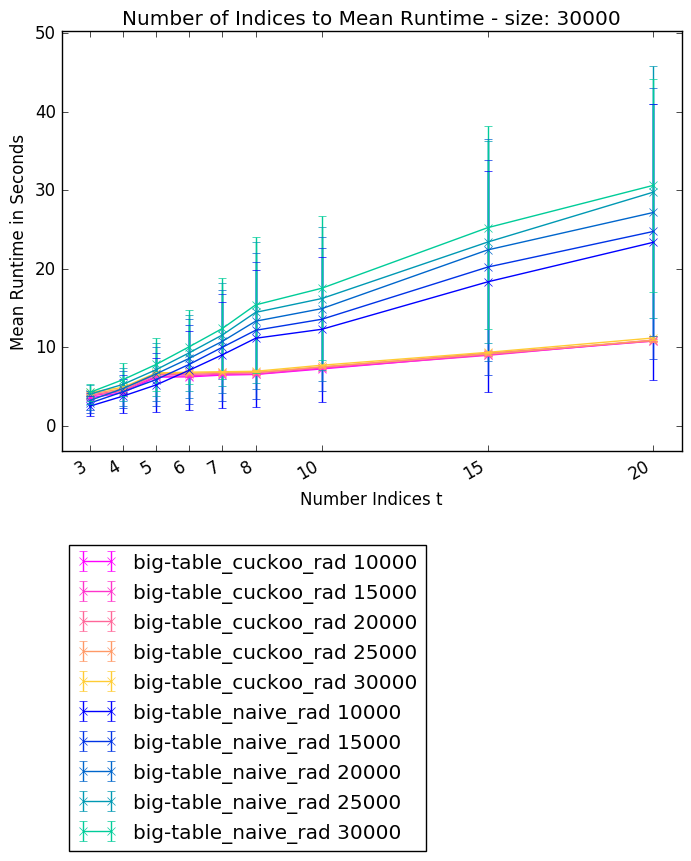 Number of Indices to Mean Runtime - size: 30000
50
40
30
20
10
0
Mean Runtime in Seconds
3
4
5
6
7
8
10
15
20
Number Indices t
big-table_cuckoo_rad 10000
big-table_cuckoo_rad 15000
big-table_cuckoo_rad 20000
big-table_cuckoo_rad 25000
big-table_cuckoo_rad 30000
big-table_naive_rad 10000
big-table_naive_rad 15000
big-table_naive_rad 20000
big-table_naive_rad 25000
big-table_naive_rad 30000